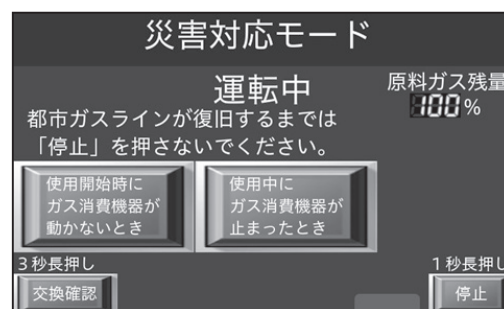 災害対応モード
運転中
原料ガス残量
100%
都市ガスラインが復旧するまでは
「停止」を押さないでください。
使用開始時に
ガス消費機器が
動かないとき
使用中に
ガス消費機器が
止まったとき
3秒長押し
交換確認
1秒長押し
停止